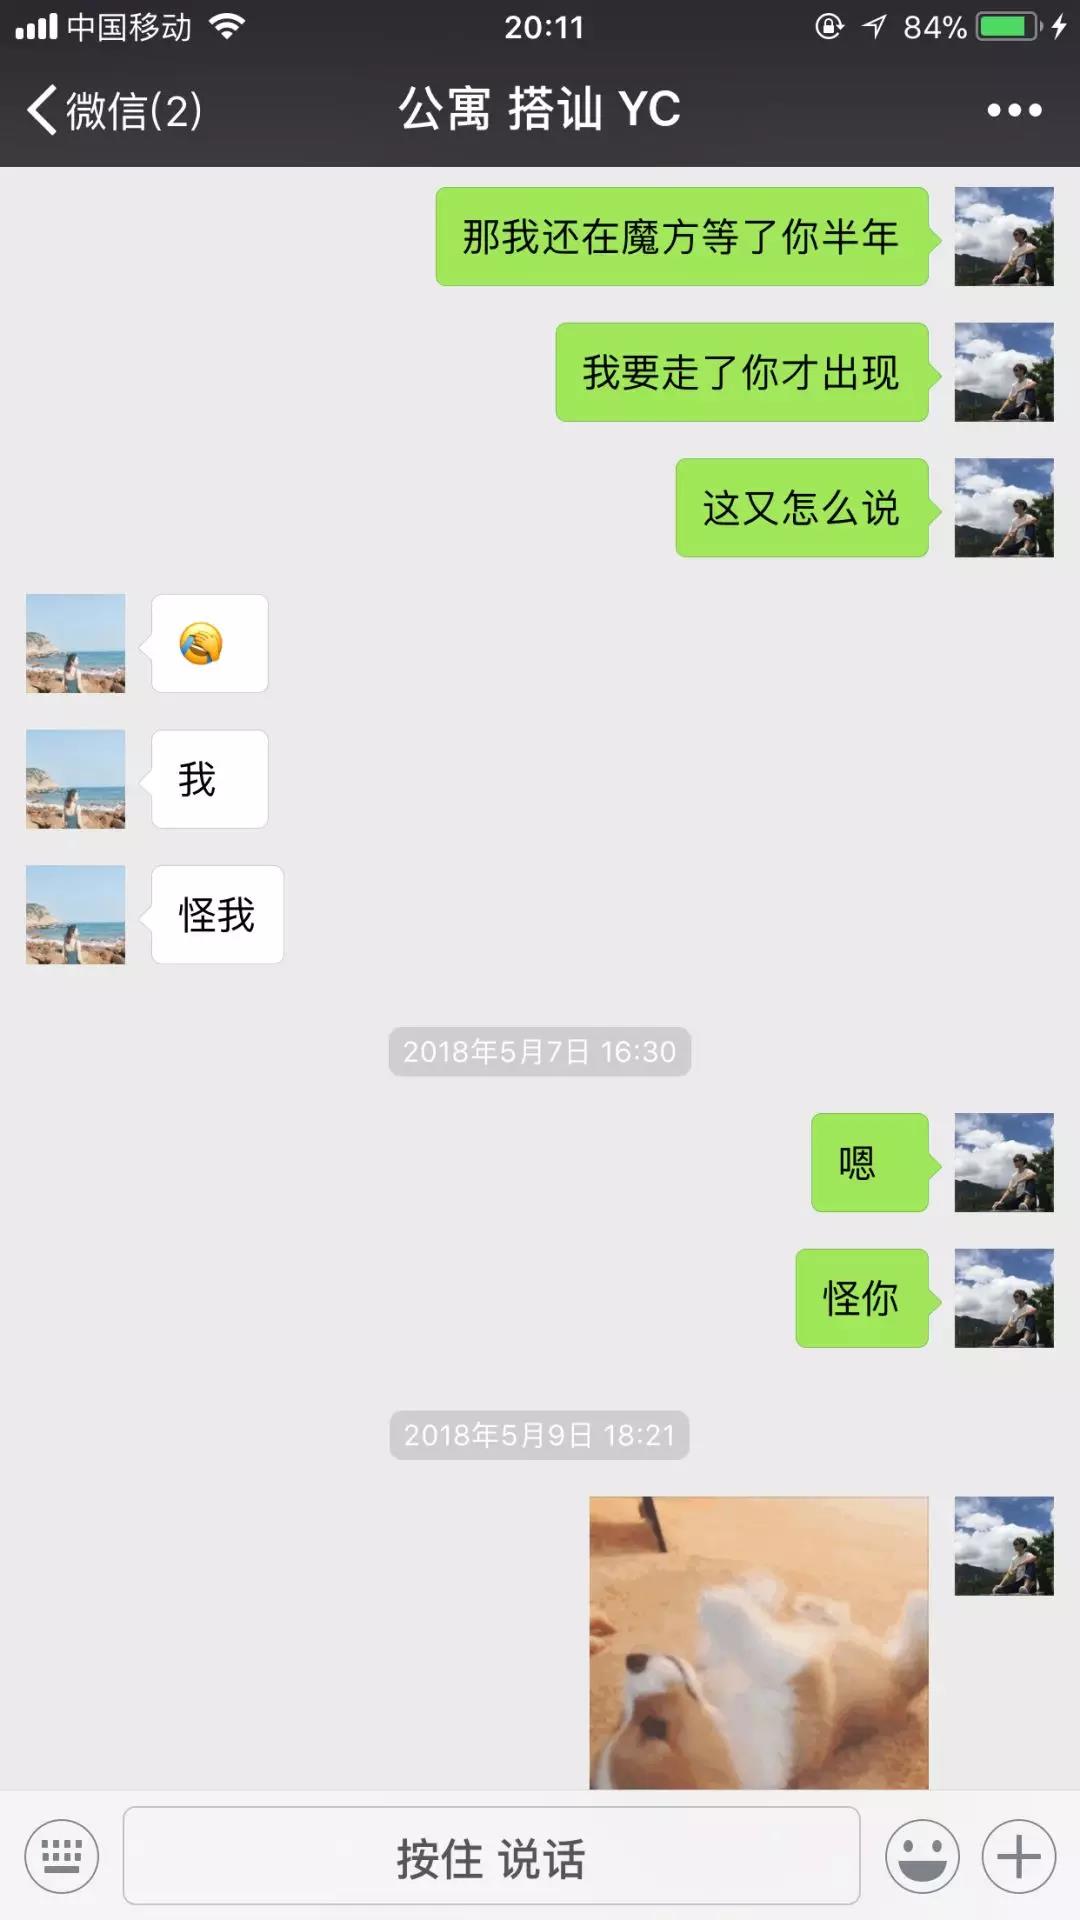 中国移动 20:11 84%
微信(2) 公寓 搭讪 YC
那我还在魔方等了你半年
我要走了你才出现
这又怎么说
🤦
我
怪我
2018年5月7日 16:30
嗯
怪你
2018年5月9日 18:21
按住 说话